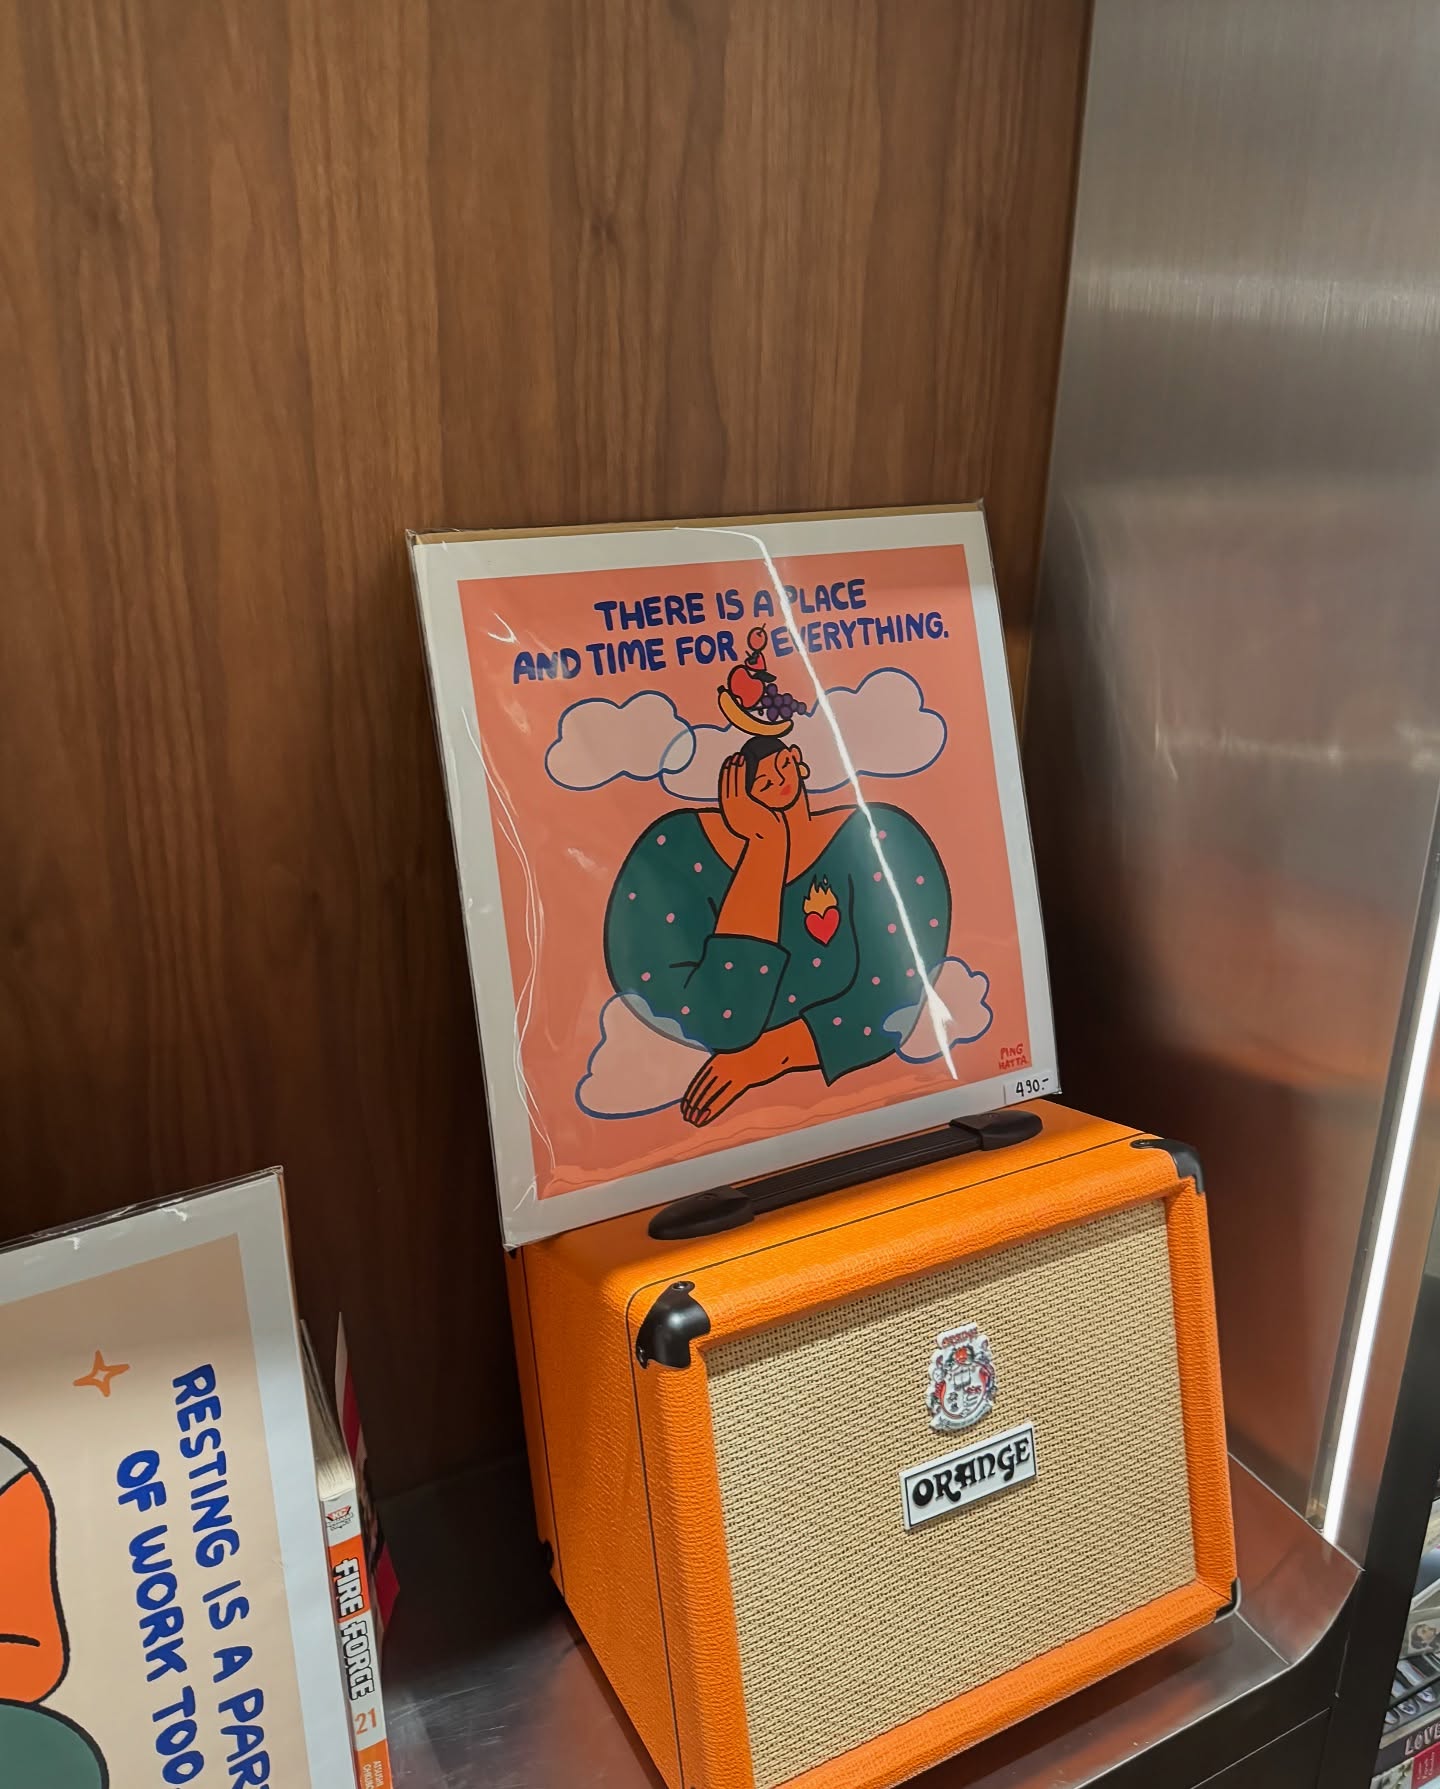 THERE IS A PLACE
AND TIME FOR EVERYTHING.
PING
HATTA
490.-
ORANGE
RESTING IS A PAR
OF WORK TOO
FIRE FORCE
21
LOVE